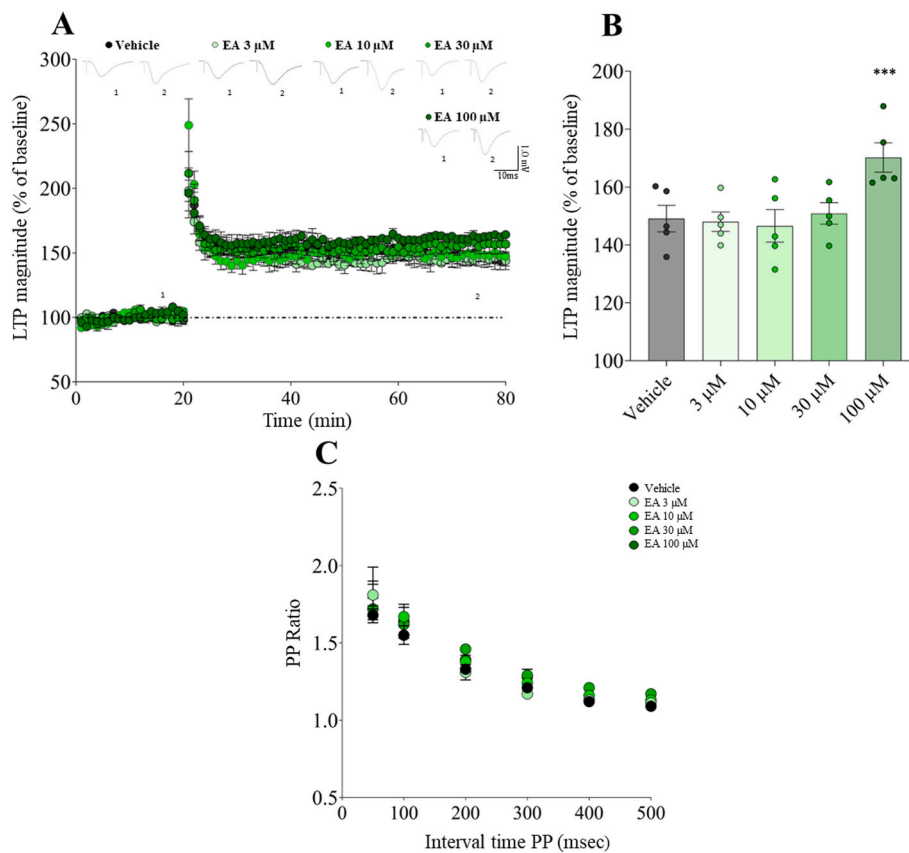 A
Vehicle EA 3 μM EA 10 μM EA 30 μM
1 2 1 2 1 2 1 2
EA 100 μM
1 2
1.0 mV
10ms
LTP magnitude (% of baseline)
300
250
200
150
100
50
1 2
0 20 40 60 80
Time (min)
B
LTP magnitude (% of baseline)
200
180
160
140
120
100
***
Vehicle 3 μM 10 μM 30 μM 100 μM
C
Vehicle
EA 3 μM
EA 10 μM
EA 30 μM
EA 100 μM
PP Ratio
2.5
2.0
1.5
1.0
0.5
0 100 200 300 400 500
Interval time PP (msec)